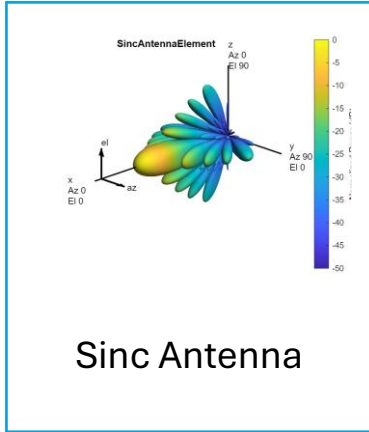 SincAntennaElement
z
Az 0
El 90
y
Az 90
El 0
el
az
x
Az 0
El 0
0
-5
-10
-15
-20
-25
-30
-35
-40
-45
-50
Sinc Antenna